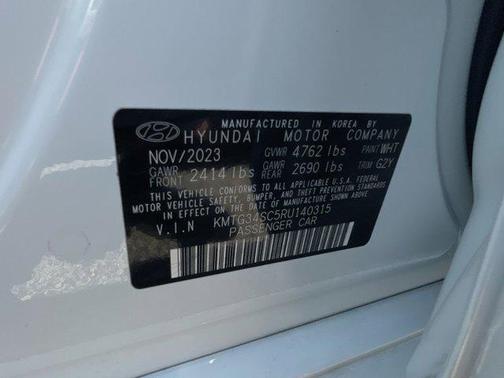 MANUFACTURED IN KOREA BY
HYUNDAI MOTOR COMPANY
NOV/2023 GVWR 4762 lbs PAINT WHT
GAWR FRONT 2414 lbs GAWR REAR 2690 lbs TRIM GZY
THIS VEHICLE CONFORMS TO ALL APPLICABLE U.S.A. FEDERAL
MOTOR VEHICLE SAFETY, BUMPER, AND THEFT PREVENTION STANDARDS
IN EFFECT ON THE DATE OF MANUFACTURE SHOWN ABOVE.
V.I.N KMTG34SC5RU140315
PASSENGER CAR